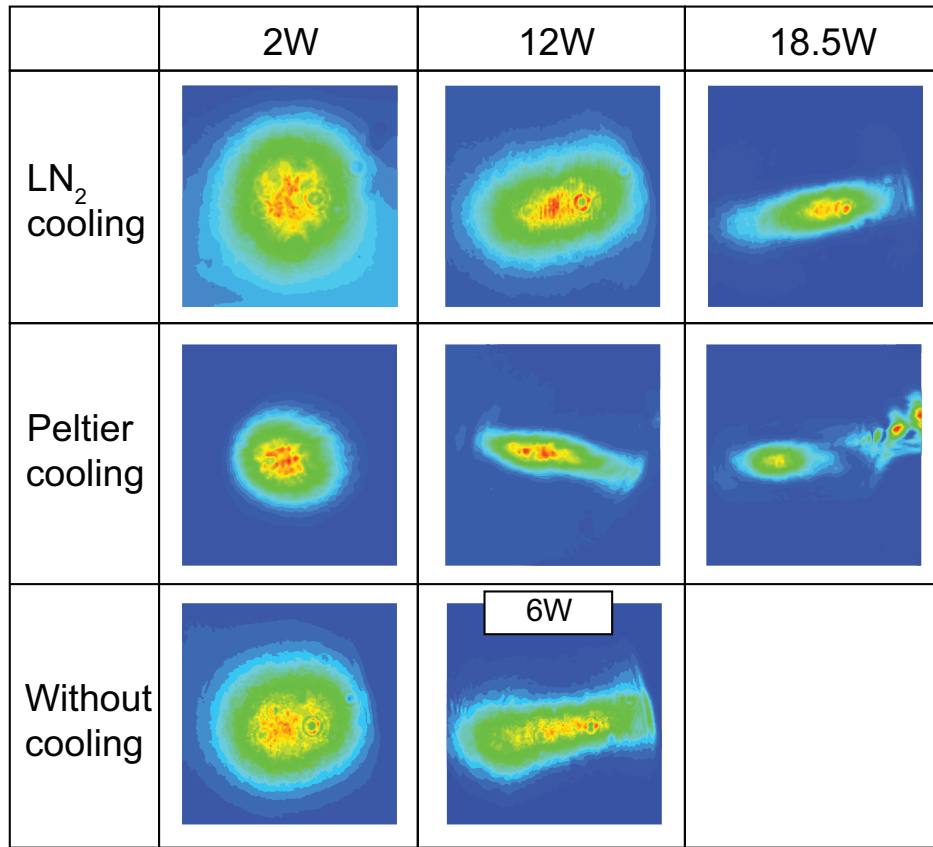 2W 12W 18.5W
LN₂
cooling
Peltier
cooling
6W
Without
cooling